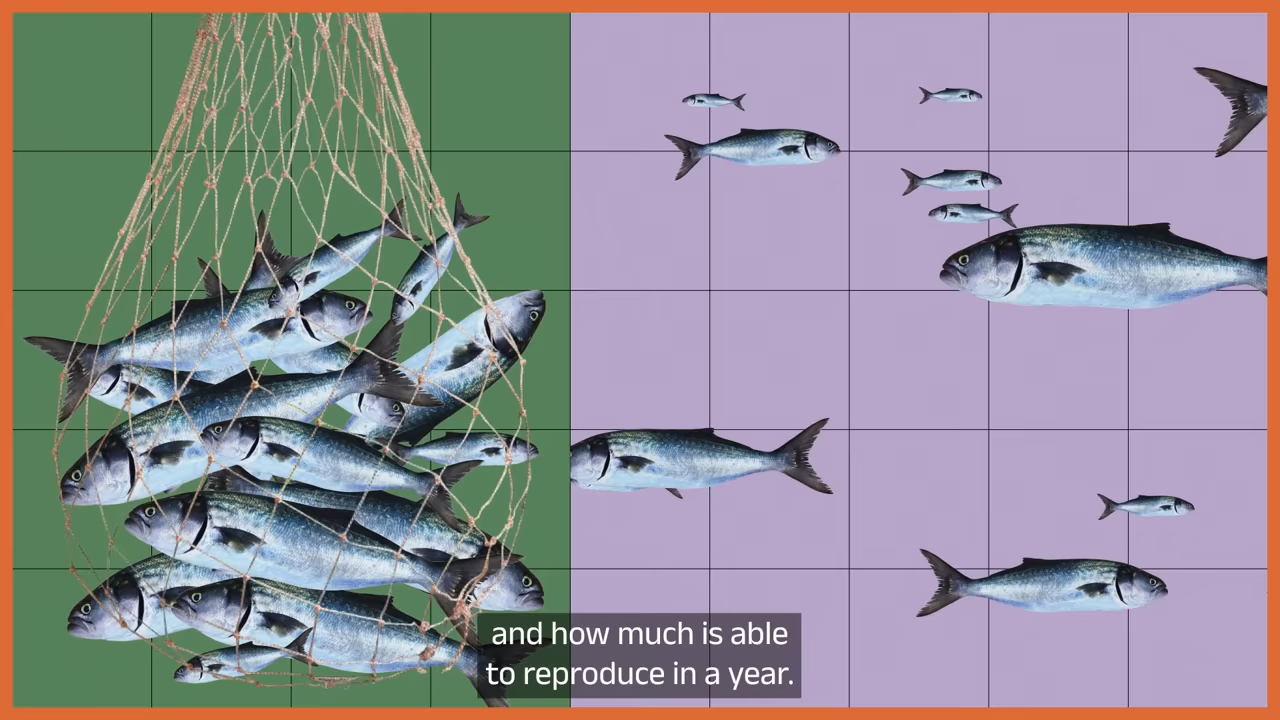 and how much is able
to reproduce in a year.